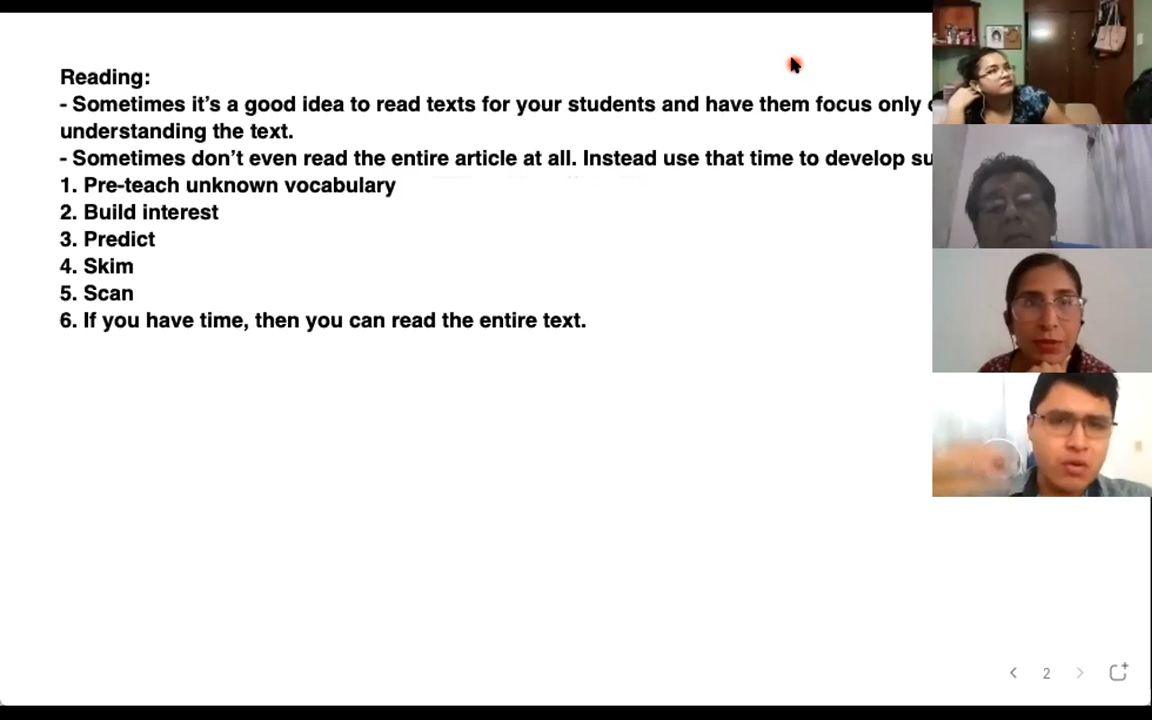 Reading:
- Sometimes it's a good idea to read texts for your students and have them focus only
understanding the text.
- Sometimes don't even read the entire article at all. Instead use that time to develop su
1. Pre-teach unknown vocabulary
2. Build interest
3. Predict
4. Skim
5. Scan
6. If you have time, then you can read the entire text.
2